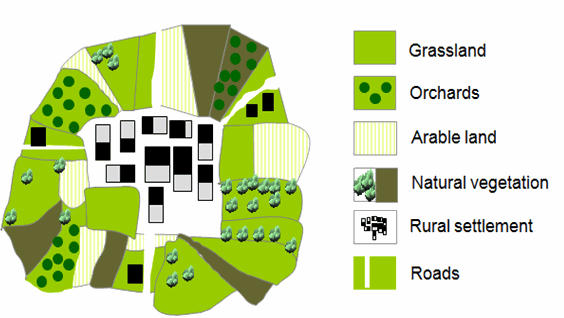 Grassland
Orchards
Arable land
Natural vegetation
Rural settlement
Roads